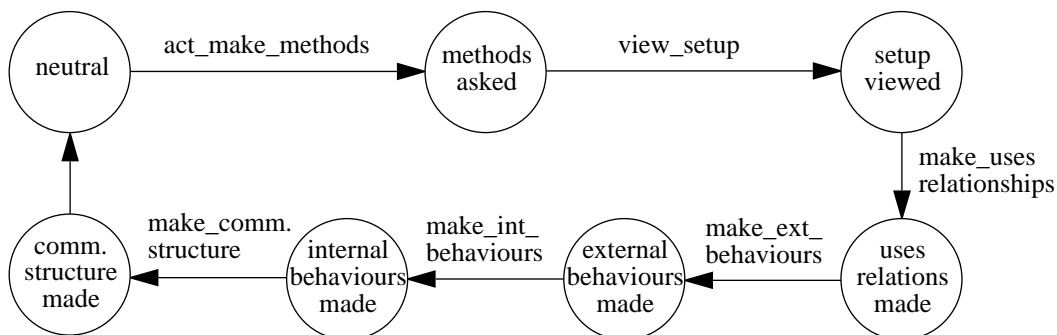 neutral
act_make_methods
methods
asked
view_setup
setup
viewed
make_uses
relationships
uses
relations
made
make_ext_
behaviours
external
behaviours
made
make_int_
behaviours
internal
behaviours
made
make_comm.
structure
comm.
structure
made